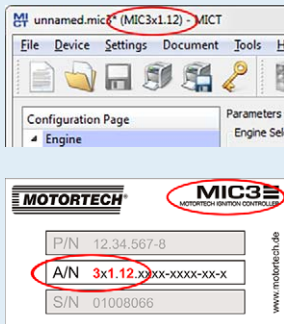 unnamed.mic3* (MIC3x1.12) - MICT
File Device Settings Document Tools H
Configuration Page
Engine
Parameters
Engine Sel
MOTORTECH®
MIC3
MOTORTECH IGNITION CONTROLLER
P/N 12.34.567-8
A/N 3x1.12.xxxx-xxxx-xx-x
S/N 01008066
www.motortech.de